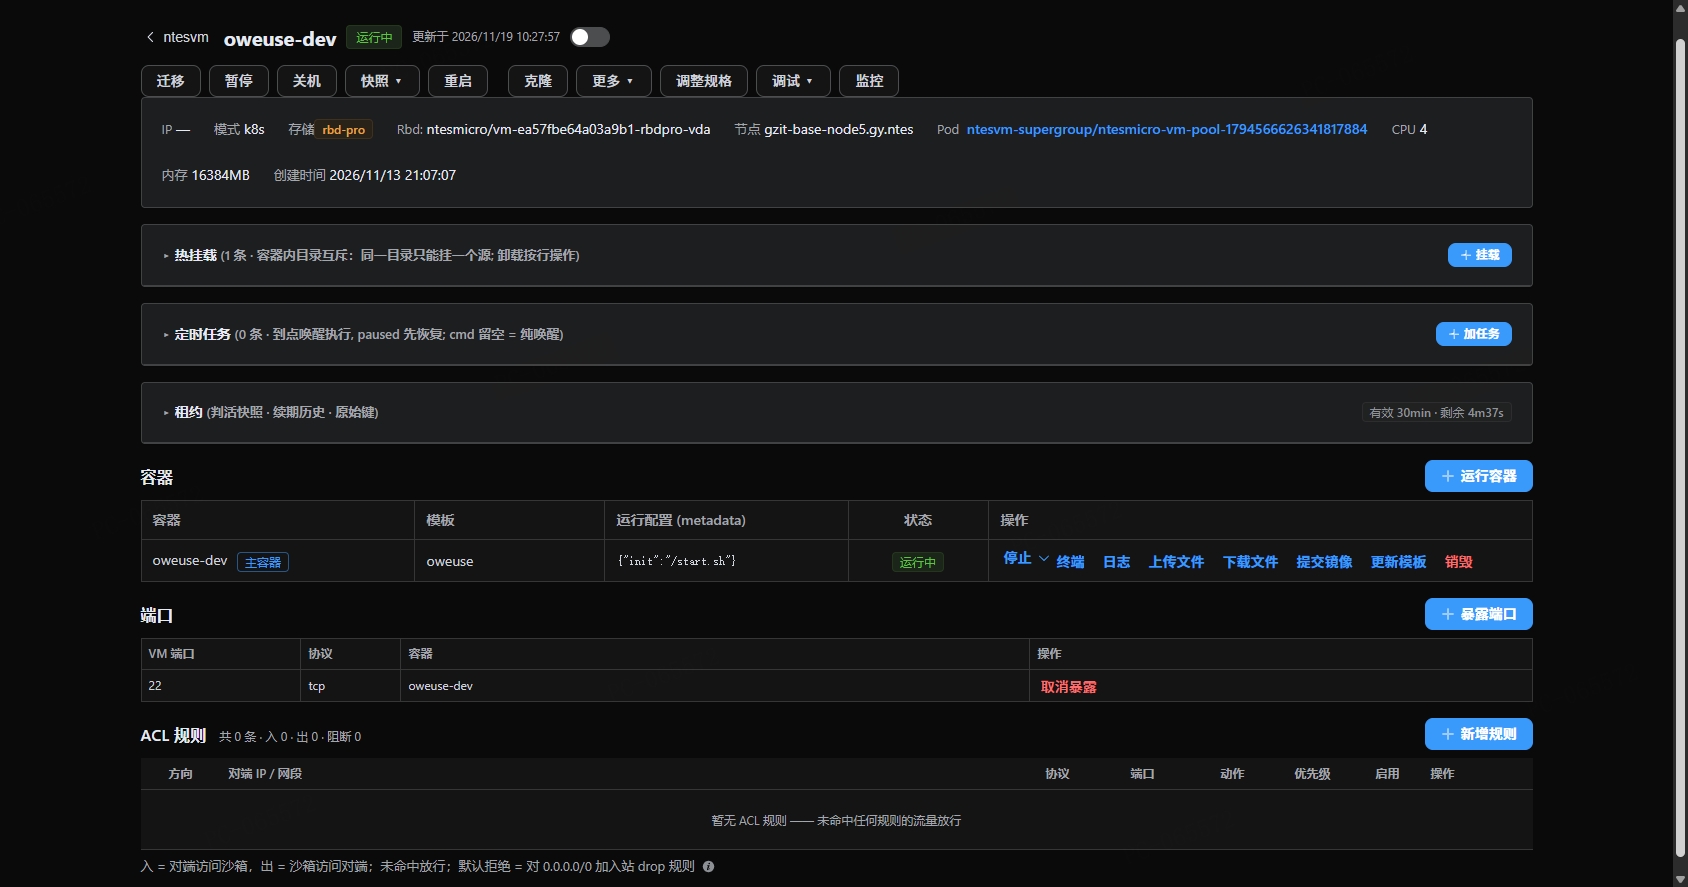 ntesvm oweuse-dev 运行中 更新于 2026/11/19 10:27:57
迁移 暂停 关机 快照 ▾ 重启 克隆 更多 ▾ 调整规格 调试 ▾ 监控
IP — 模式 k8s 存储 rbd-pro Rbd: ntesmicro/vm-ea57fbe64a03a9b1-rbdpro-vda 节点 gzit-base-node5.gy.ntes Pod ntesvm-supergroup/ntesmicro-vm-pool-1794566626341817884 CPU 4
内存 16384MB 创建时间 2026/11/13 21:07:07
▸ 热挂载 (1 条 · 容器内目录互斥：同一目录只能挂一个源; 卸载按行操作) + 挂载
▸ 定时任务 (0 条 · 到点唤醒执行, paused 先恢复; cmd 留空 = 纯唤醒) + 加任务
▸ 租约 (判活快照 · 续期历史 · 原始键) 有效 30min · 剩余 4m37s
容器 + 运行容器
容器 模板 运行配置 (metadata) 状态 操作
oweuse-dev 主容器 oweuse {"init":"/start.sh"} 运行中 停止 终端 日志 上传文件 下载文件 提交镜像 更新模板 销毁
端口 + 暴露端口
VM 端口 协议 容器 操作
22 tcp oweuse-dev 取消暴露
ACL 规则 共 0 条 · 入 0 · 出 0 · 阻断 0 + 新增规则
方向 对端 IP / 网段 协议 端口 动作 优先级 启用 操作
暂无 ACL 规则 —— 未命中任何规则的流量放行
入 = 对端访问沙箱，出 = 沙箱访问对端；未命中放行；默认拒绝 = 对 0.0.0.0/0 加入站 drop 规则